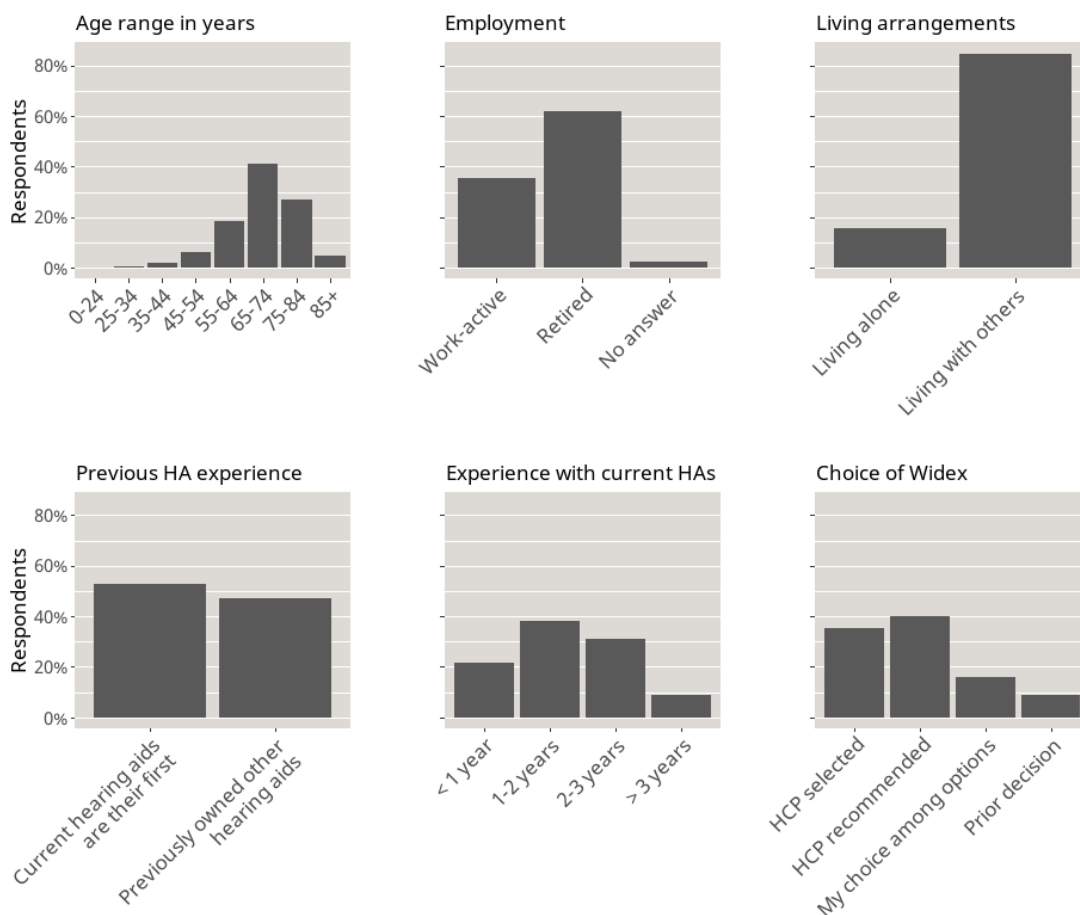 Age range in years
Employment
Living arrangements
Respondents
80%
60%
40%
20%
0%
0-24
25-34
35-44
45-54
55-64
65-74
75-84
85+
Work-active
Retired
No answer
Living alone
Living with others
Previous HA experience
Experience with current HAs
Choice of Widex
Respondents
80%
60%
40%
20%
0%
Current hearing aids
are their first
Previously owned other
hearing aids
< 1 year
1-2 years
2-3 years
> 3 years
HCP selected
HCP recommended
My choice among options
Prior decision